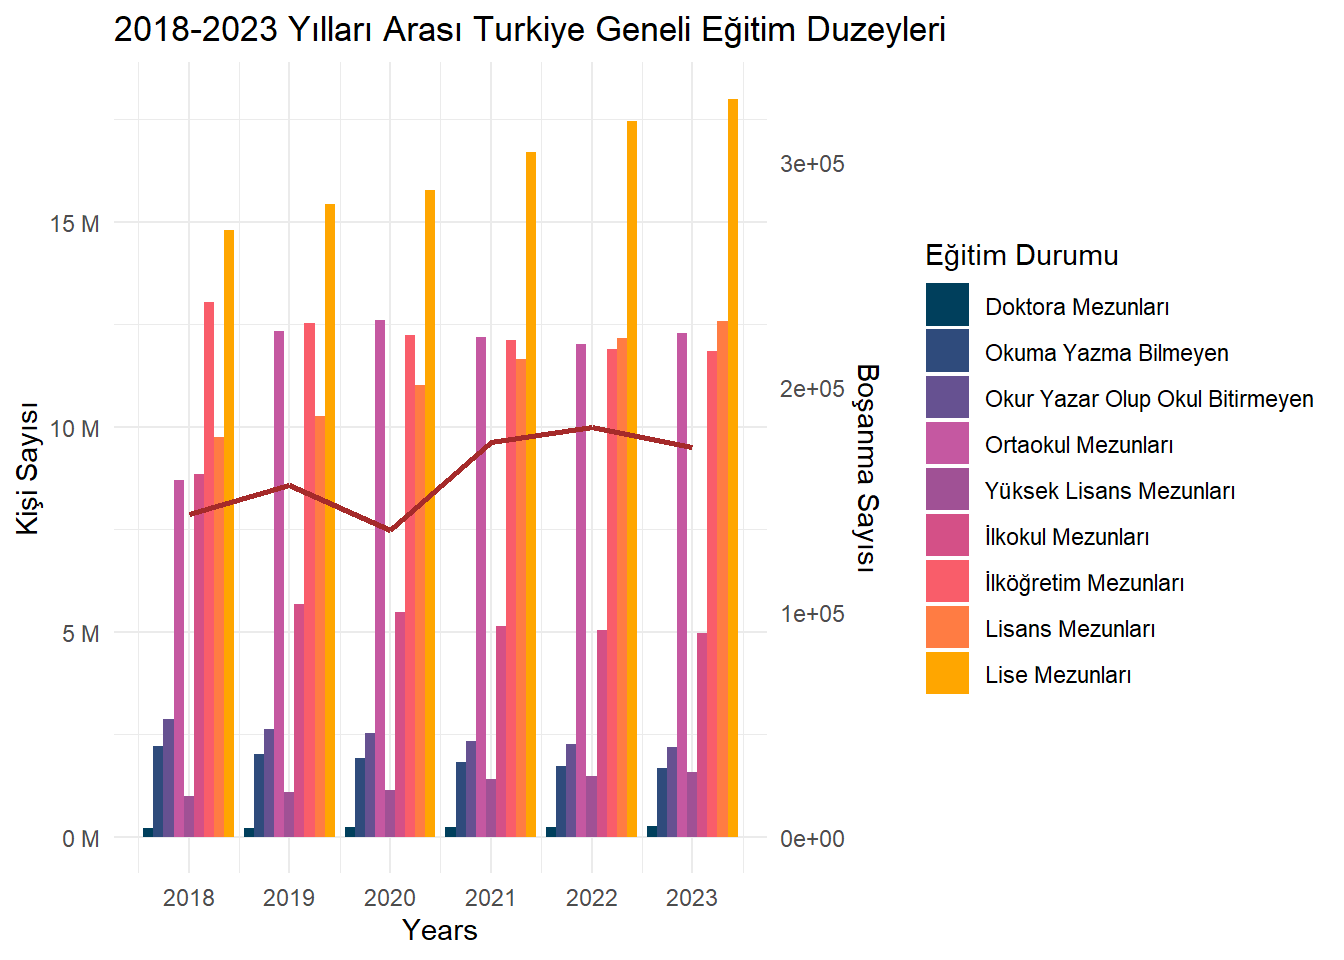 2018-2023 Yılları Arası Turkiye Geneli Eğitim Duzeyleri
Kişi Sayısı
15 M
10 M
5 M
0 M
2018
2019
2020
2021
2022
2023
Years
3e+05
2e+05
1e+05
0e+00
Boşanma Sayısı
Eğitim Durumu
Doktora Mezunları
Okuma Yazma Bilmeyen
Okur Yazar Olup Okul Bitirmeyen
Ortaokul Mezunları
Yüksek Lisans Mezunları
İlkokul Mezunları
İlköğretim Mezunları
Lisans Mezunları
Lise Mezunları